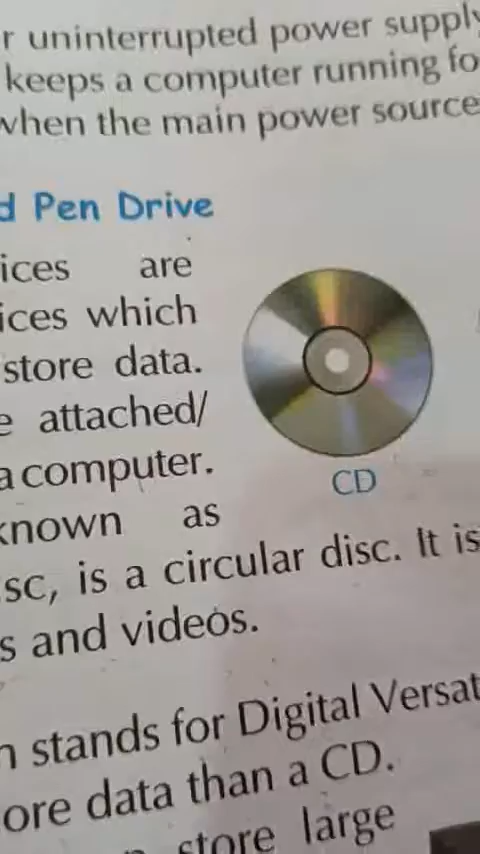 r uninterrupted power supply
keeps a computer running fo
when the main power source
d Pen Drive
ices are
ices which
store data.
e attached/
a computer.
known as
CD
sc, is a circular disc. It is
s and videos.
n stands for Digital Versat
ore data than a CD.
store large